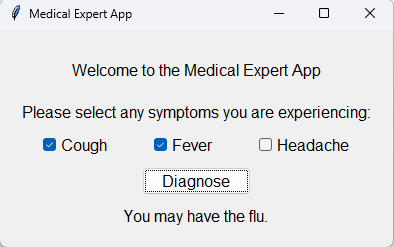 Medical Expert App
Welcome to the Medical Expert App
Please select any symptoms you are experiencing:
Cough Fever Headache
Diagnose
You may have the flu.